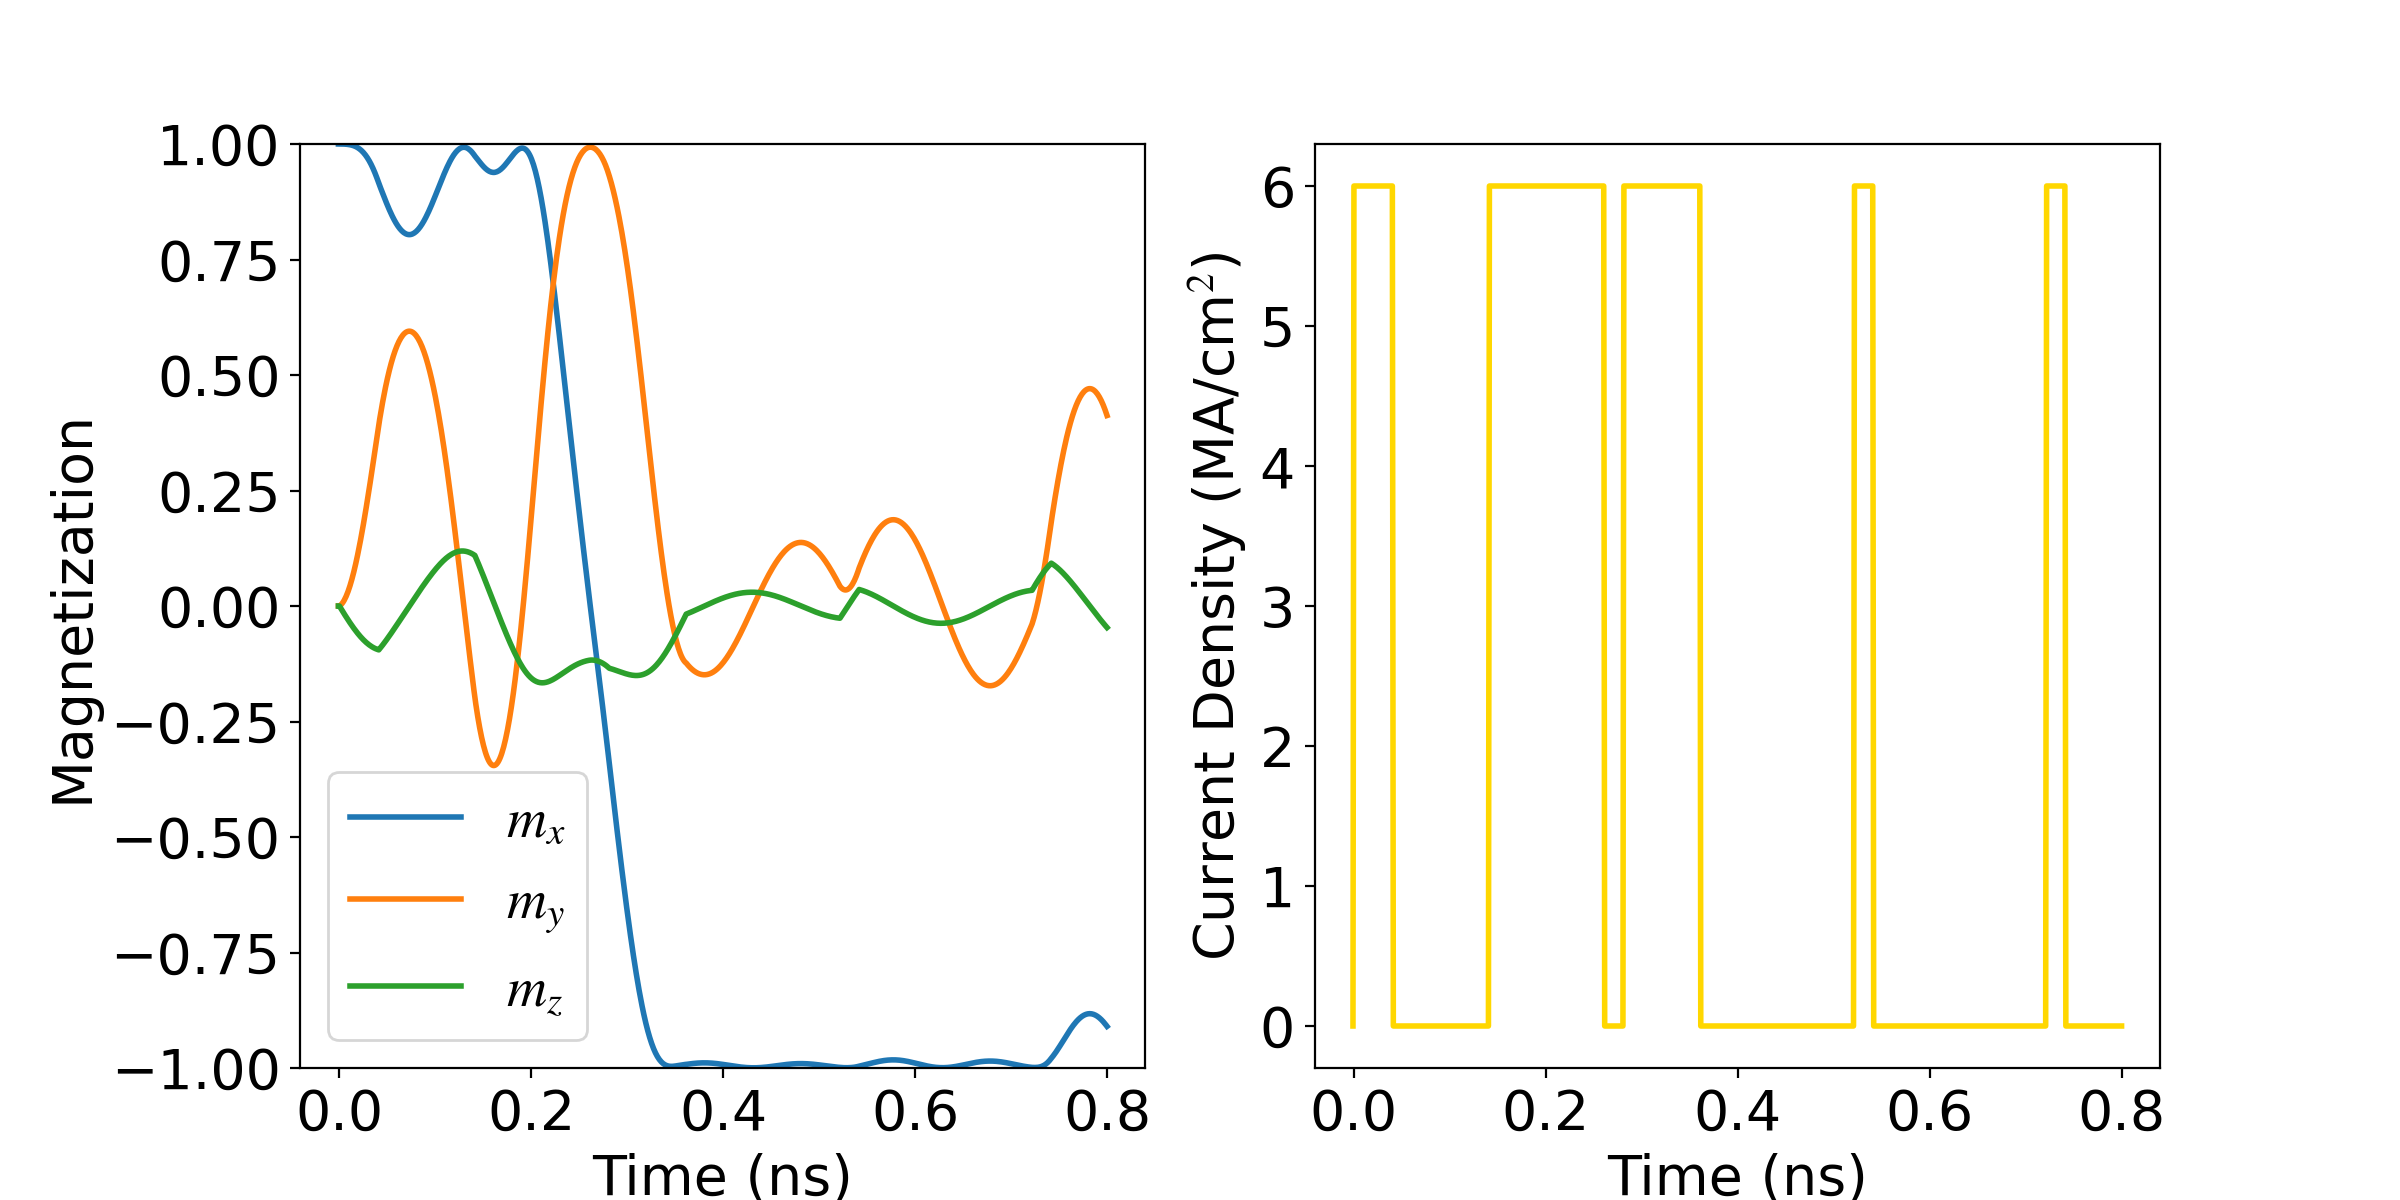 1.00
0.75
0.50
0.25
0.00
−0.25
−0.50
−0.75
−1.00
Magnetization
m_x
m_y
m_z
0.0 0.2 0.4 0.6 0.8
Time (ns)
6
5
4
3
2
1
0
Current Density (MA/cm²)
0.0 0.2 0.4 0.6 0.8
Time (ns)